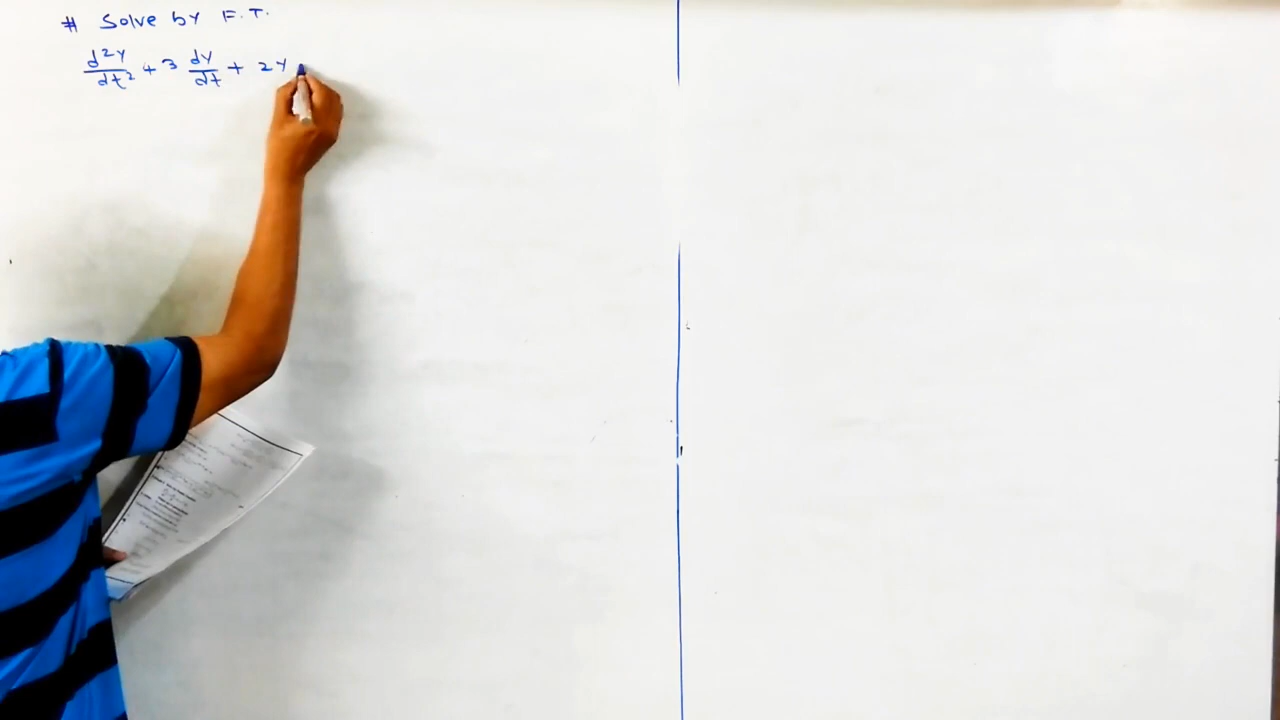 # Solve by F.T.
d²y/dt² + 3 dy/dt + 2y